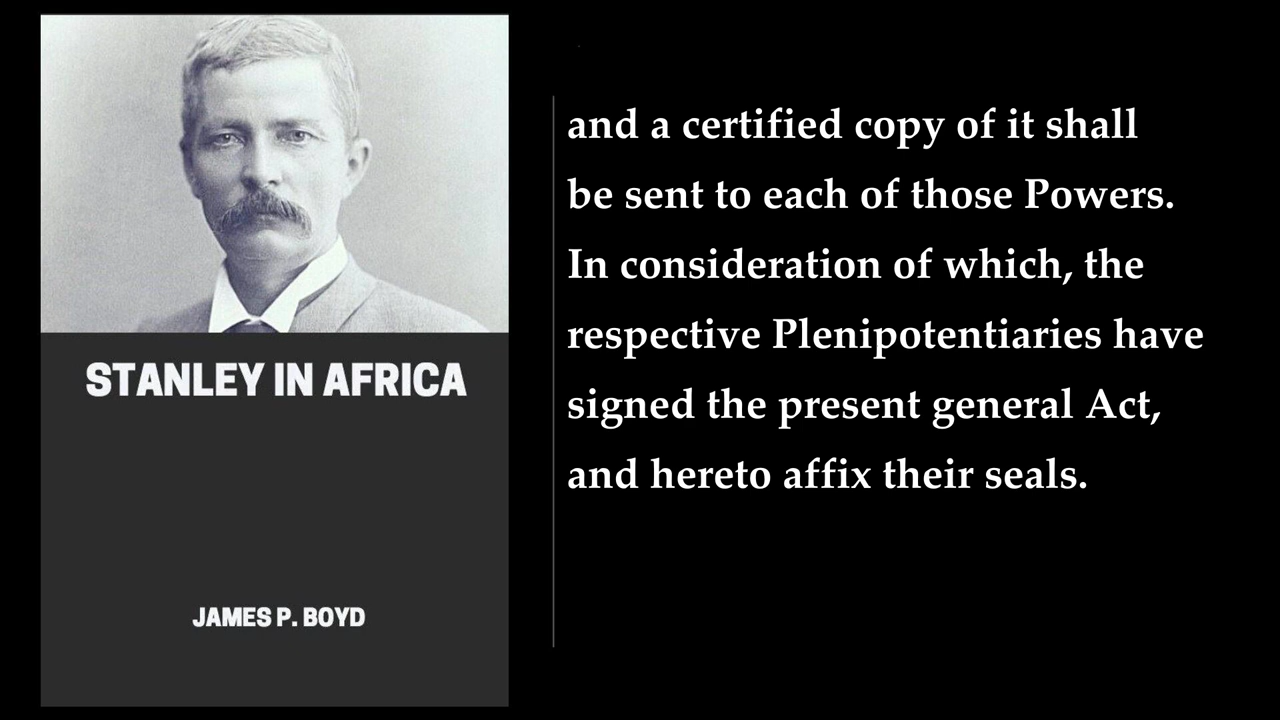 STANLEY IN AFRICA
JAMES P. BOYD
and a certified copy of it shall
be sent to each of those Powers.
In consideration of which, the
respective Plenipotentiaries have
signed the present general Act,
and hereto affix their seals.